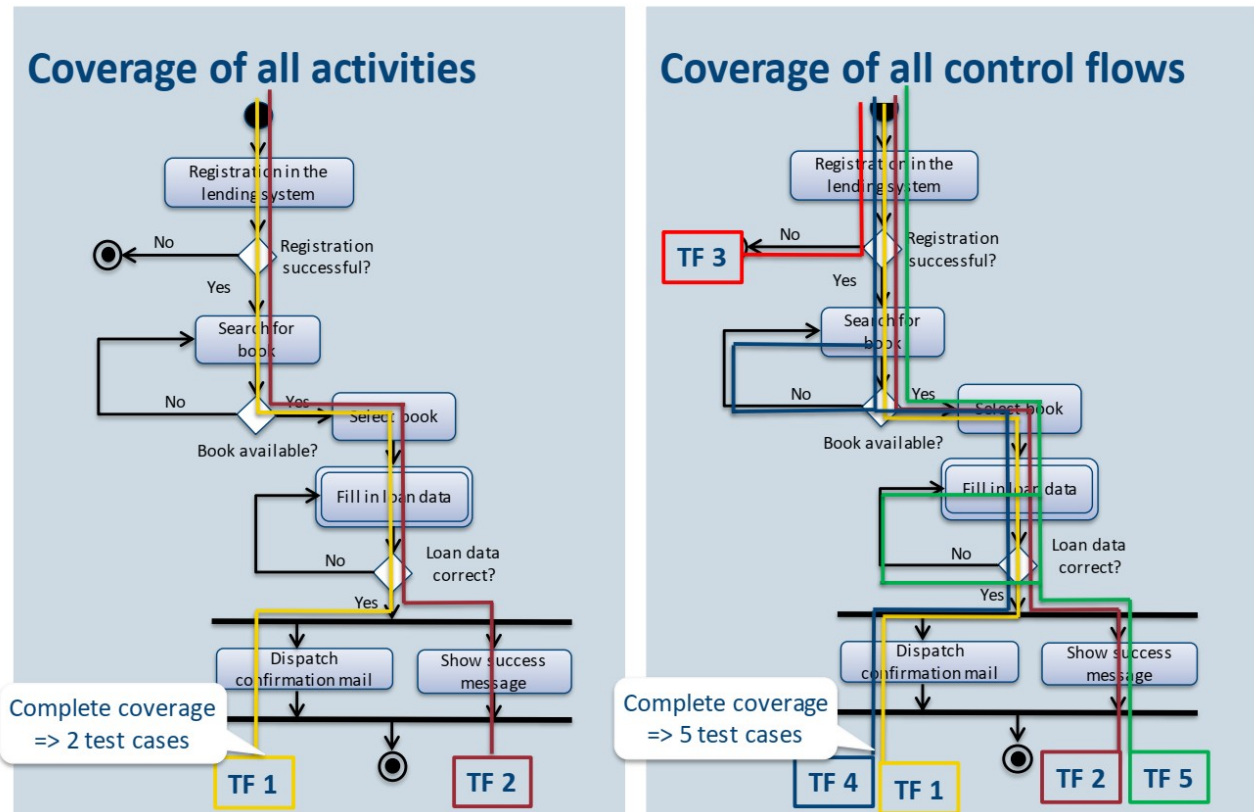 Coverage of all activities
Registration in the
lending system
No
Registration
successful?
Yes
Search for
book
No
Yes
Select book
Book available?
Fill in loan data
No
Loan data
correct?
Yes
Dispatch
confirmation mail
Show success
message
Complete coverage
=> 2 test cases
TF 1
TF 2
Coverage of all control flows
Registration in the
lending system
No
TF 3
Registration
successful?
Yes
Search for
book
No
Yes
Select book
Book available?
Fill in loan data
No
Loan data
correct?
Yes
Dispatch
confirmation mail
Show success
message
Complete coverage
=> 5 test cases
TF 4
TF 1
TF 2
TF 5